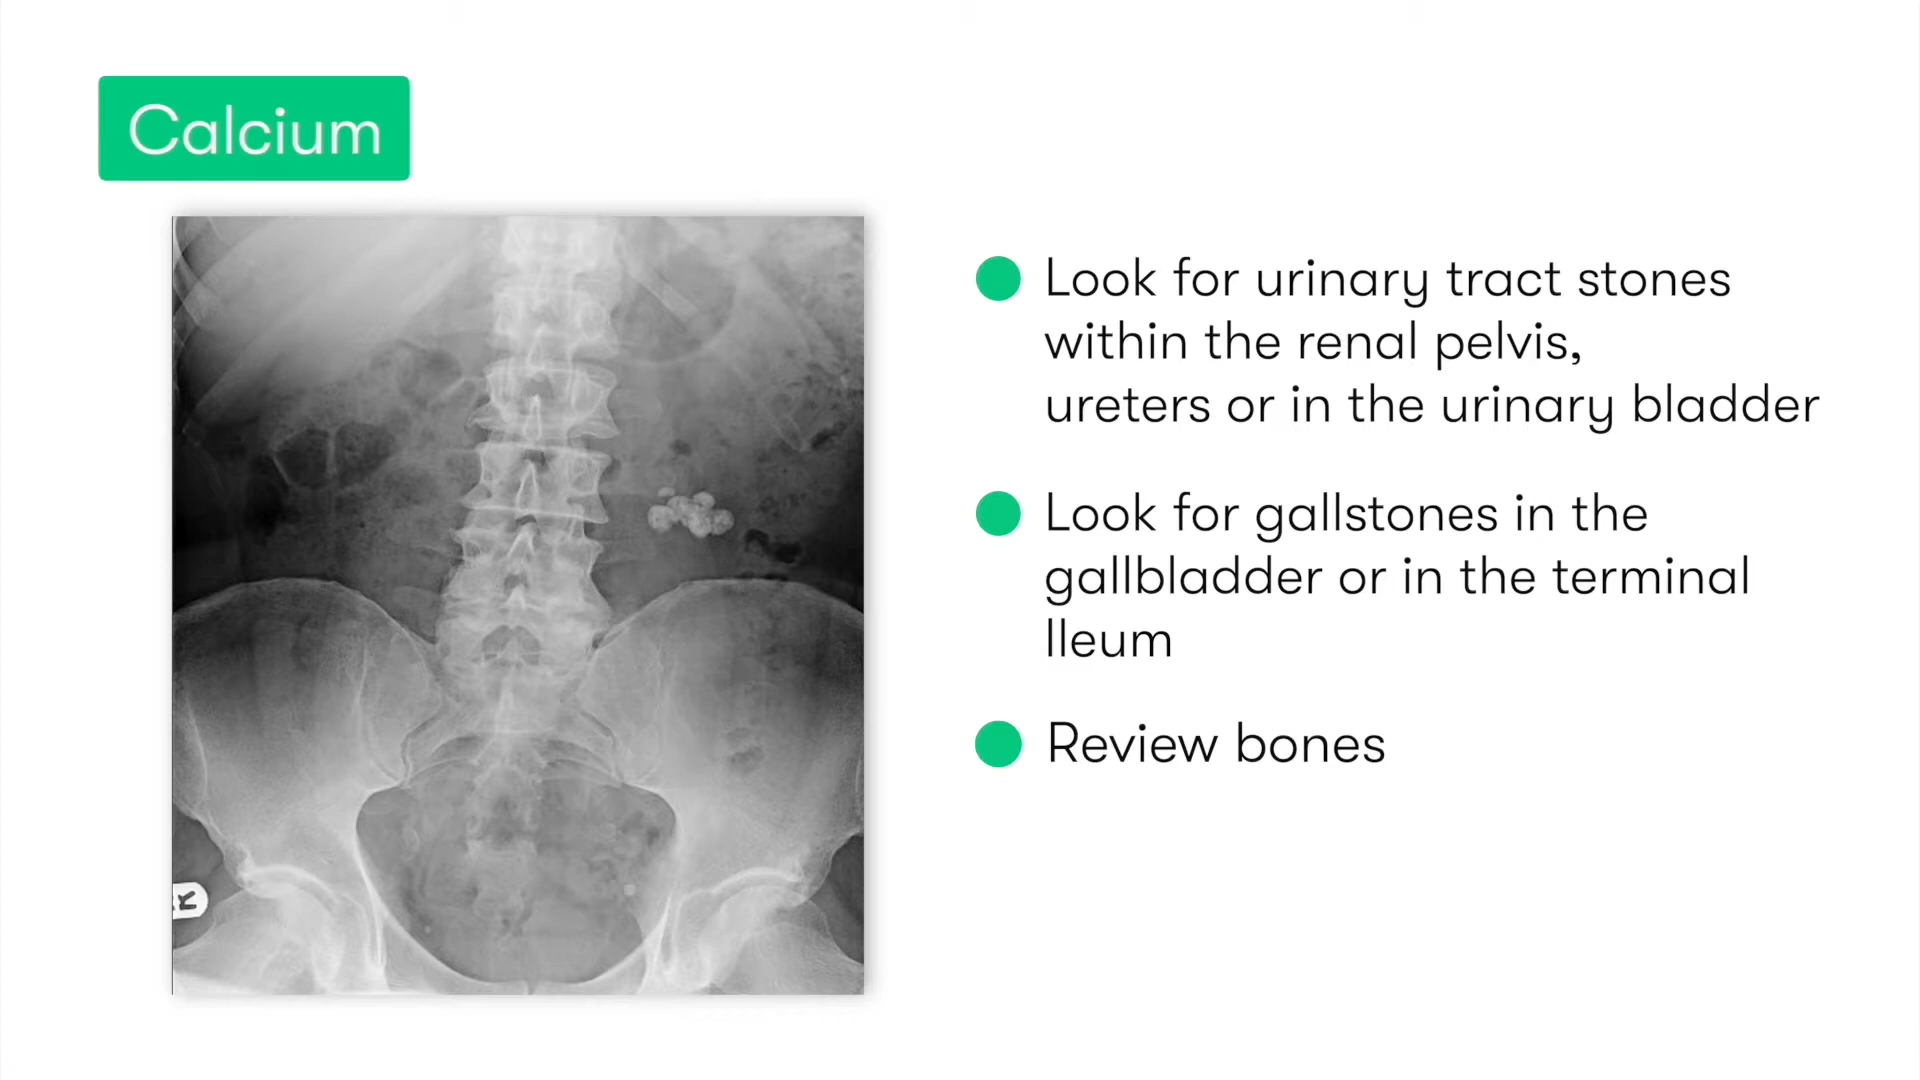 Calcium
Look for urinary tract stones
within the renal pelvis,
ureters or in the urinary bladder
Look for gallstones in the
gallbladder or in the terminal
lleum
Review bones
R